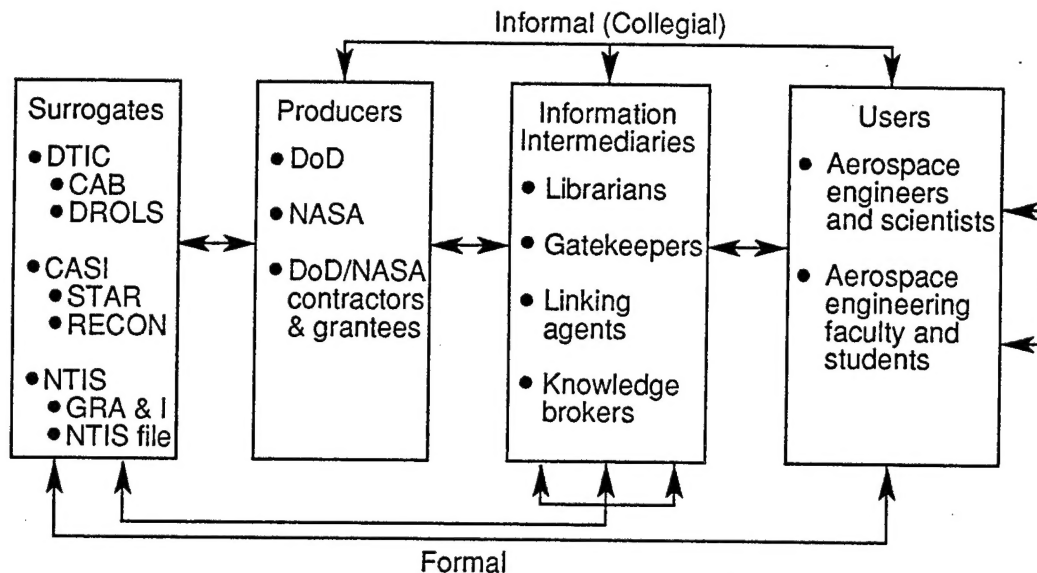 Informal (Collegial)
Surrogates
● DTIC
● CAB
● DROLS
● CASI
● STAR
● RECON
● NTIS
● GRA & I
● NTIS file
Producers
● DoD
● NASA
● DoD/NASA
contractors
& grantees
Information
Intermediaries
● Librarians
● Gatekeepers
● Linking
agents
● Knowledge
brokers
Users
● Aerospace
engineers
and scientists
● Aerospace
engineering
faculty and
students
Formal